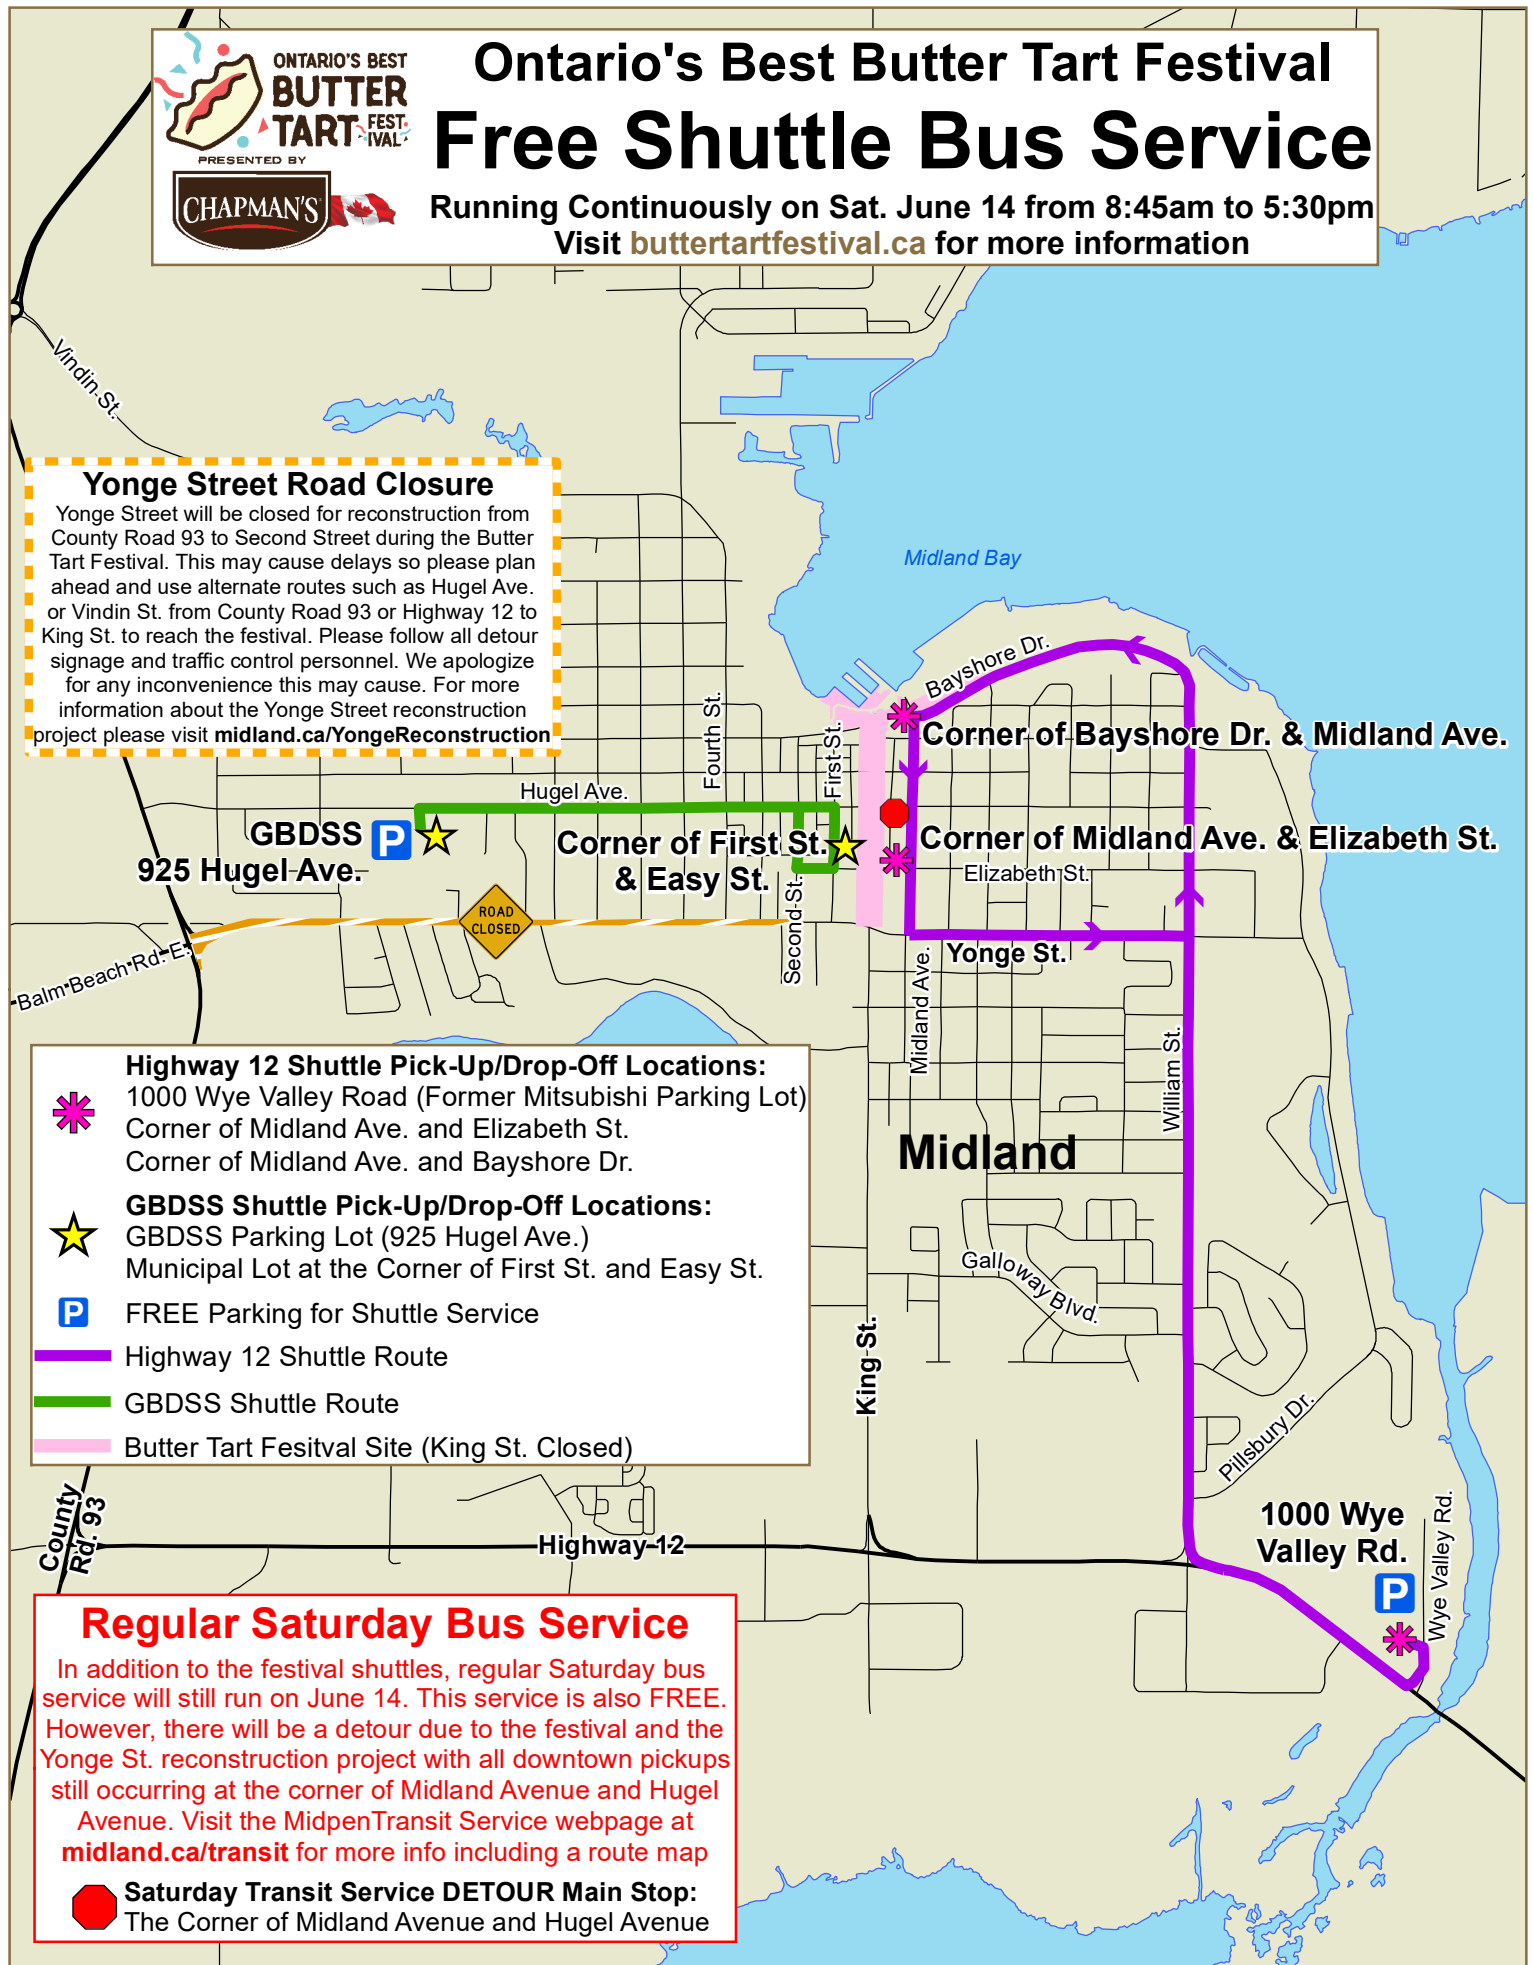 ONTARIO'S BEST
BUTTER
TART FEST
IVAL
PRESENTED BY
CHAPMAN'S
Ontario's Best Butter Tart Festival
Free Shuttle Bus Service
Running Continuously on Sat. June 14 from 8:45am to 5:30pm
Visit buttertartfestival.ca for more information
Vindin St.
Yonge Street Road Closure
Yonge Street will be closed for reconstruction from
County Road 93 to Second Street during the Butter
Tart Festival. This may cause delays so please plan
ahead and use alternate routes such as Hugel Ave.
or Vindin St. from County Road 93 or Highway 12 to
King St. to reach the festival. Please follow all detour
signage and traffic control personnel. We apologize
for any inconvenience this may cause. For more
information about the Yonge Street reconstruction
project please visit midland.ca/YongeReconstruction
Midland Bay
Bayshore Dr.
Fourth St.
First St.
Corner of Bayshore Dr. & Midland Ave.
Hugel Ave.
GBDSS
925 Hugel Ave.
P
Corner of First St.
& Easy St.
Corner of Midland Ave. & Elizabeth St.
Elizabeth St.
ROAD
CLOSED
Second St.
Yonge St.
Balm Beach Rd. E.
Midland Ave.
William St.
Midland
Galloway Blvd.
King St.
Pillsbury Dr.
Highway 12 Shuttle Pick-Up/Drop-Off Locations:
1000 Wye Valley Road (Former Mitsubishi Parking Lot)
Corner of Midland Ave. and Elizabeth St.
Corner of Midland Ave. and Bayshore Dr.
GBDSS Shuttle Pick-Up/Drop-Off Locations:
GBDSS Parking Lot (925 Hugel Ave.)
Municipal Lot at the Corner of First St. and Easy St.
P FREE Parking for Shuttle Service
Highway 12 Shuttle Route
GBDSS Shuttle Route
Butter Tart Fesitval Site (King St. Closed)
County
Rd. 93
Highway 12
1000 Wye
Valley Rd.
P
Wye Valley Rd.
Regular Saturday Bus Service
In addition to the festival shuttles, regular Saturday bus
service will still run on June 14. This service is also FREE.
However, there will be a detour due to the festival and the
Yonge St. reconstruction project with all downtown pickups
still occurring at the corner of Midland Avenue and Hugel
Avenue. Visit the MidpenTransit Service webpage at
midland.ca/transit for more info including a route map
Saturday Transit Service DETOUR Main Stop:
The Corner of Midland Avenue and Hugel Avenue